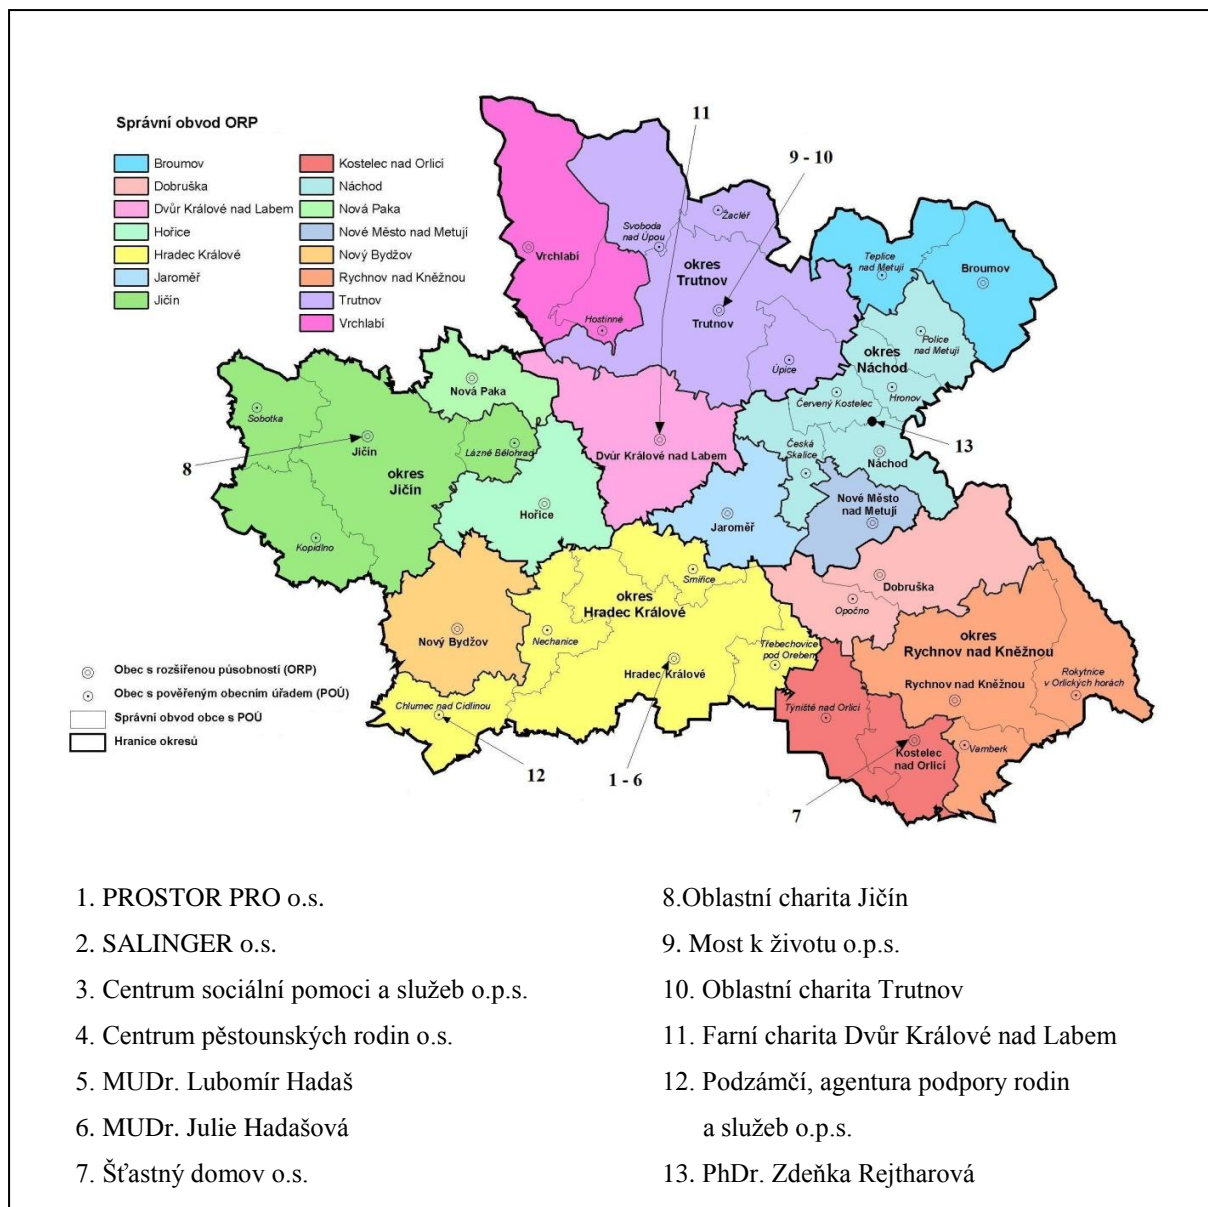 Správní obvod ORP
Broumov
Dobruška
Dvůr Králové nad Labem
Hořice
Hradec Králové
Jaroměř
Jičín
Kostelec nad Orlicí
Náchod
Nová Paka
Nové Město nad Metují
Nový Bydžov
Rychnov nad Kněžnou
Trutnov
Vrchlabí
11
9 - 10
Žacléř
Svoboda
nad Úpou
Vrchlabí
okres
Trutnov
Teplice
nad Metují
Broumov
Trutnov
Hostinné
Police
nad Metují
okres
Náchod
Úpice
Nová Paka
Hronov
Červený Kostelec
Sobotka
8
Jičín
Lázně Bělohrad
okres
Jičín
Dvůr Králové nad Labem
Česká
Skalice
Náchod
13
Hořice
Jaroměř
Nové Město
nad Metují
Kopidlno
Smiřice
Dobruška
Opočno
okres
Hradec Králové
Nový Bydžov
Nechanice
Třebechovice
pod Orebem
okres
Rychnov nad Kněžnou
Hradec Králové
Rychnov nad Kněžnou
Rokytnice
v Orlických horách
Chlumec nad Cidlinou
Týniště nad Orlicí
Kostelec
nad Orlicí
Vamberk
12
1 - 6
7
Obec s rozšířenou působností (ORP)
Obec s pověřeným obecním úřadem (POÚ)
Správní obvod obce s POÚ
Hranice okresů
1. PROSTOR PRO o.s.
2. SALINGER o.s.
3. Centrum sociální pomoci a služeb o.p.s.
4. Centrum pěstounských rodin o.s.
5. MUDr. Lubomír Hadaš
6. MUDr. Julie Hadašová
7. Šťastný domov o.s.
8.Oblastní charita Jičín
9. Most k životu o.p.s.
10. Oblastní charita Trutnov
11. Farní charita Dvůr Králové nad Labem
12. Podzámčí, agentura podpory rodin
a služeb o.p.s.
13. PhDr. Zdeňka Rejtharová